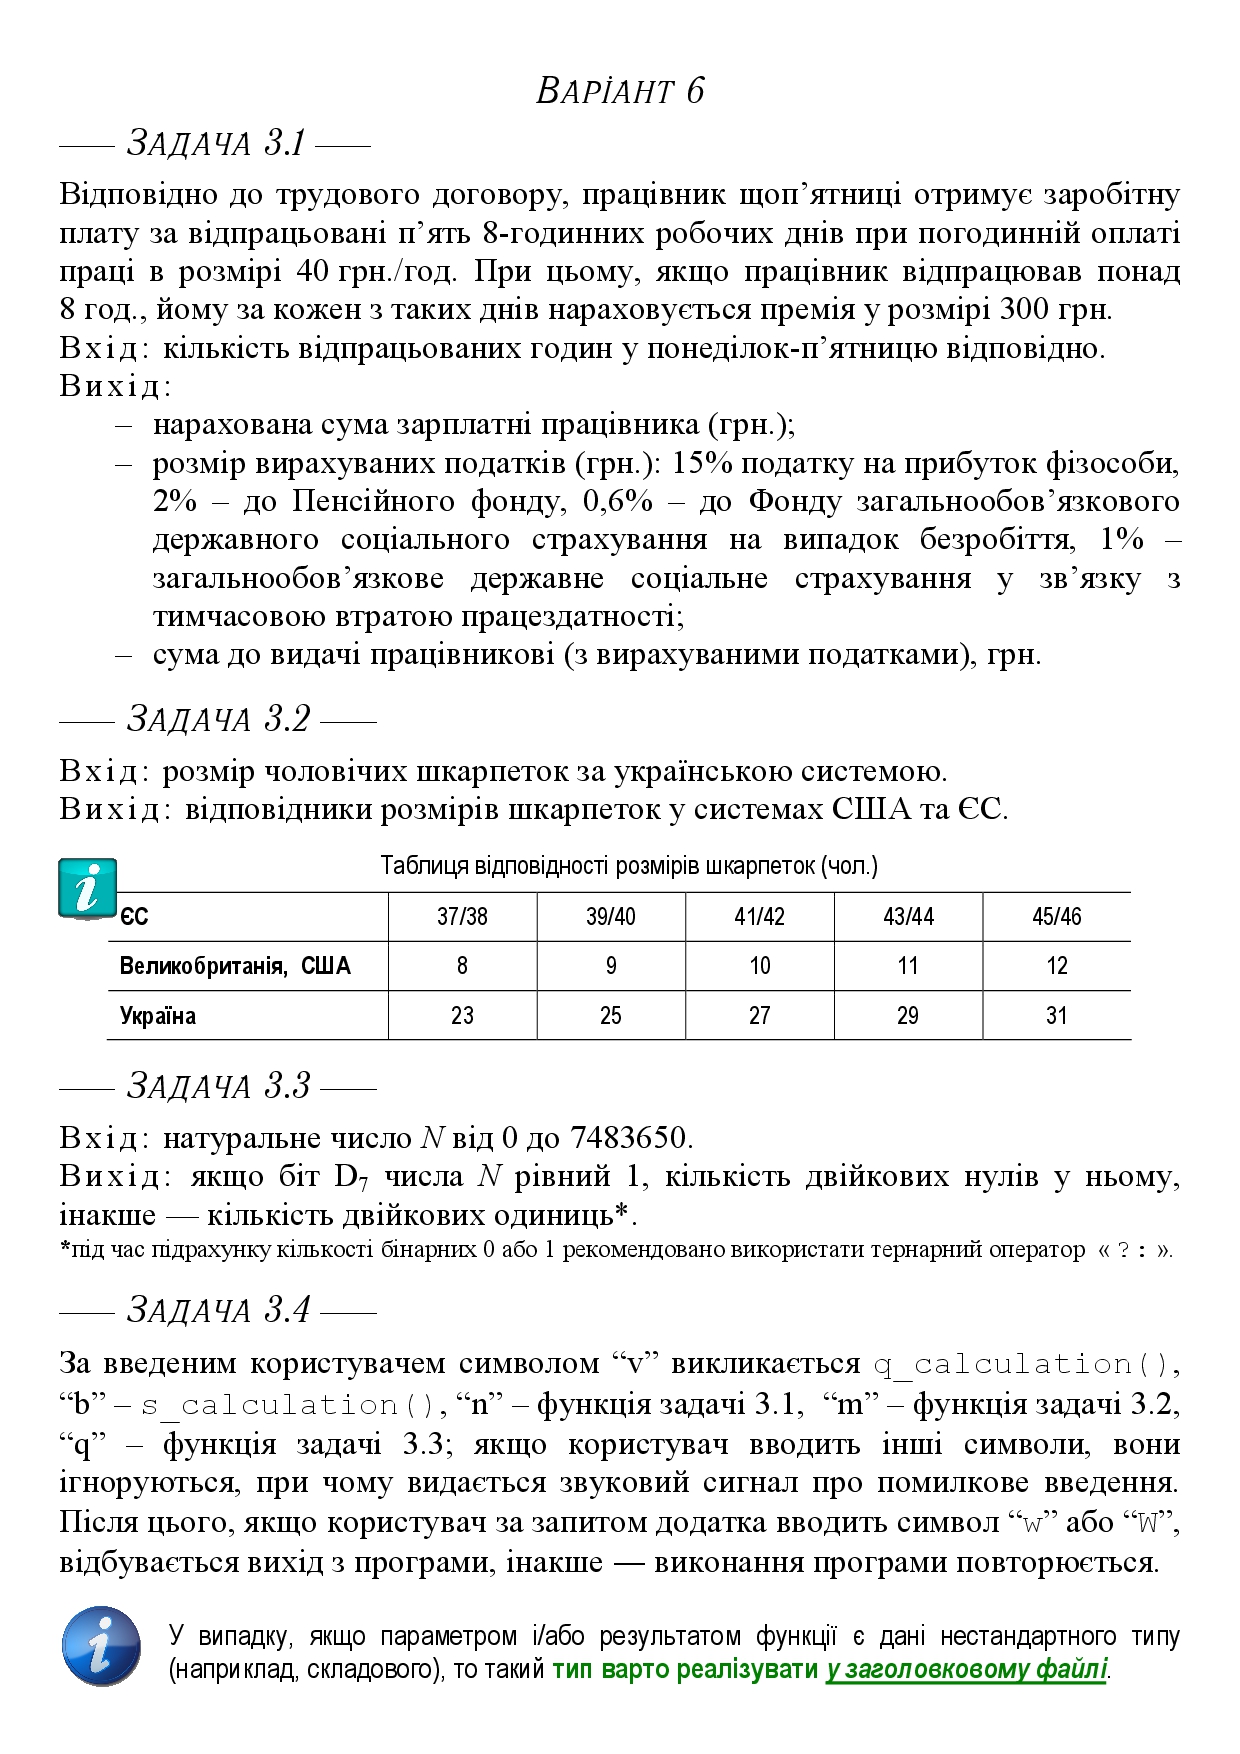 ВАРІАНТ 6
ЗАДАЧА 3.1
Відповідно до трудового договору, працівник щоп’ятниці отримує заробітну
плату за відпрацьовані п’ять 8-годинних робочих днів при погодинній оплаті
праці в розмірі 40 грн./год. При цьому, якщо працівник відпрацював понад
8 год., йому за кожен з таких днів нараховується премія у розмірі 300 грн.
Вхід: кількість відпрацьованих годин у понеділок-п’ятницю відповідно.
Вихід:
– нарахована сума зарплатні працівника (грн.);
– розмір вирахуваних податків (грн.): 15% податку на прибуток фізособи,
2% – до Пенсійного фонду, 0,6% – до Фонду загальнообов’язкового
державного соціального страхування на випадок безробіття, 1% –
загальнообов’язкове державне соціальне страхування у зв’язку з
тимчасовою втратою працездатності;
– сума до видачі працівникові (з вирахуваними податками), грн.
ЗАДАЧА 3.2
Вхід: розмір чоловічих шкарпеток за українською системою.
Вихід: відповідники розмірів шкарпеток у системах США та ЄС.
Таблиця відповідності розмірів шкарпеток (чол.)
ЄС 37/38 39/40 41/42 43/44 45/46
Великобританія, США 8 9 10 11 12
Україна 23 25 27 29 31
ЗАДАЧА 3.3
Вхід: натуральне число N від 0 до 7483650.
Вихід: якщо біт D₇ числа N рівний 1, кількість двійкових нулів у ньому,
інакше — кількість двійкових одиниць*.
*під час підрахунку кількості бінарних 0 або 1 рекомендовано використати тернарний оператор « ? : ».
ЗАДАЧА 3.4
За введеним користувачем символом “v” викликається q_calculation(),
“b” – s_calculation(), “n” – функція задачі 3.1, “m” – функція задачі 3.2,
“q” – функція задачі 3.3; якщо користувач вводить інші символи, вони
ігноруються, при чому видається звуковий сигнал про помилкове введення.
Після цього, якщо користувач за запитом додатка вводить символ “w” або “W”,
відбувається вихід з програми, інакше — виконання програми повторюється.
У випадку, якщо параметром і/або результатом функції є дані нестандартного типу
(наприклад, складового), то такий тип варто реалізувати у заголовковому файлі.